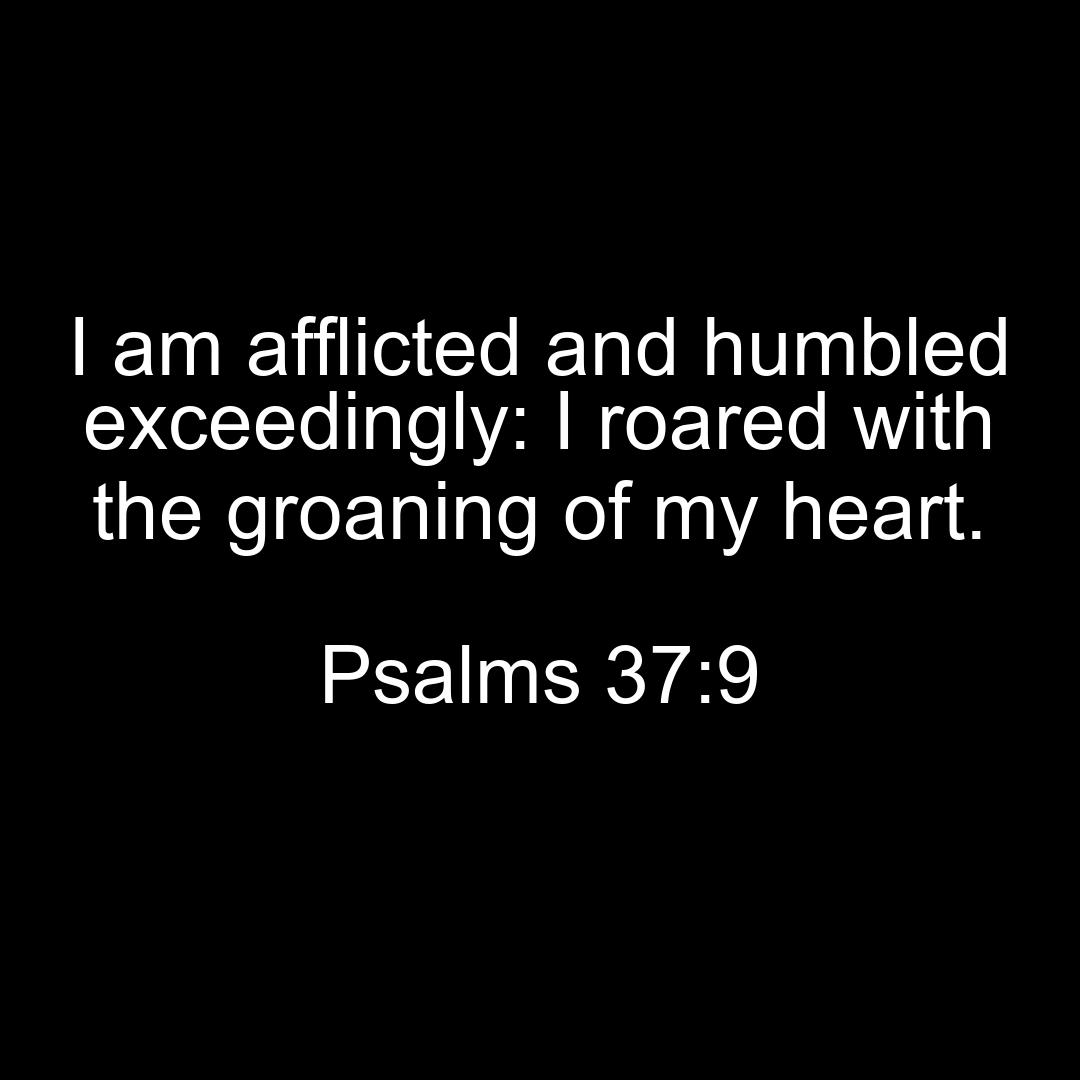 I am afflicted and humbled
exceedingly: I roared with
the groaning of my heart.
Psalms 37:9